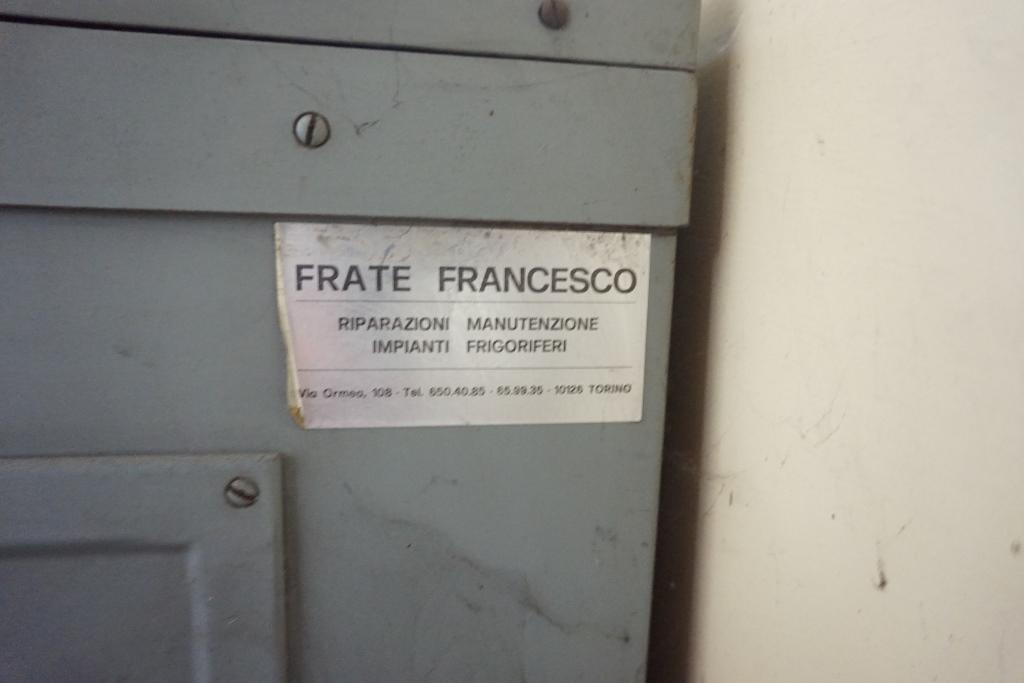 FRATE FRANCESCO
RIPARAZIONI MANUTENZIONE
IMPIANTI FRIGORIFERI
Via Ormea, 108 - Tel. 650.40.85 - 65.99.35 - 10126 TORINO